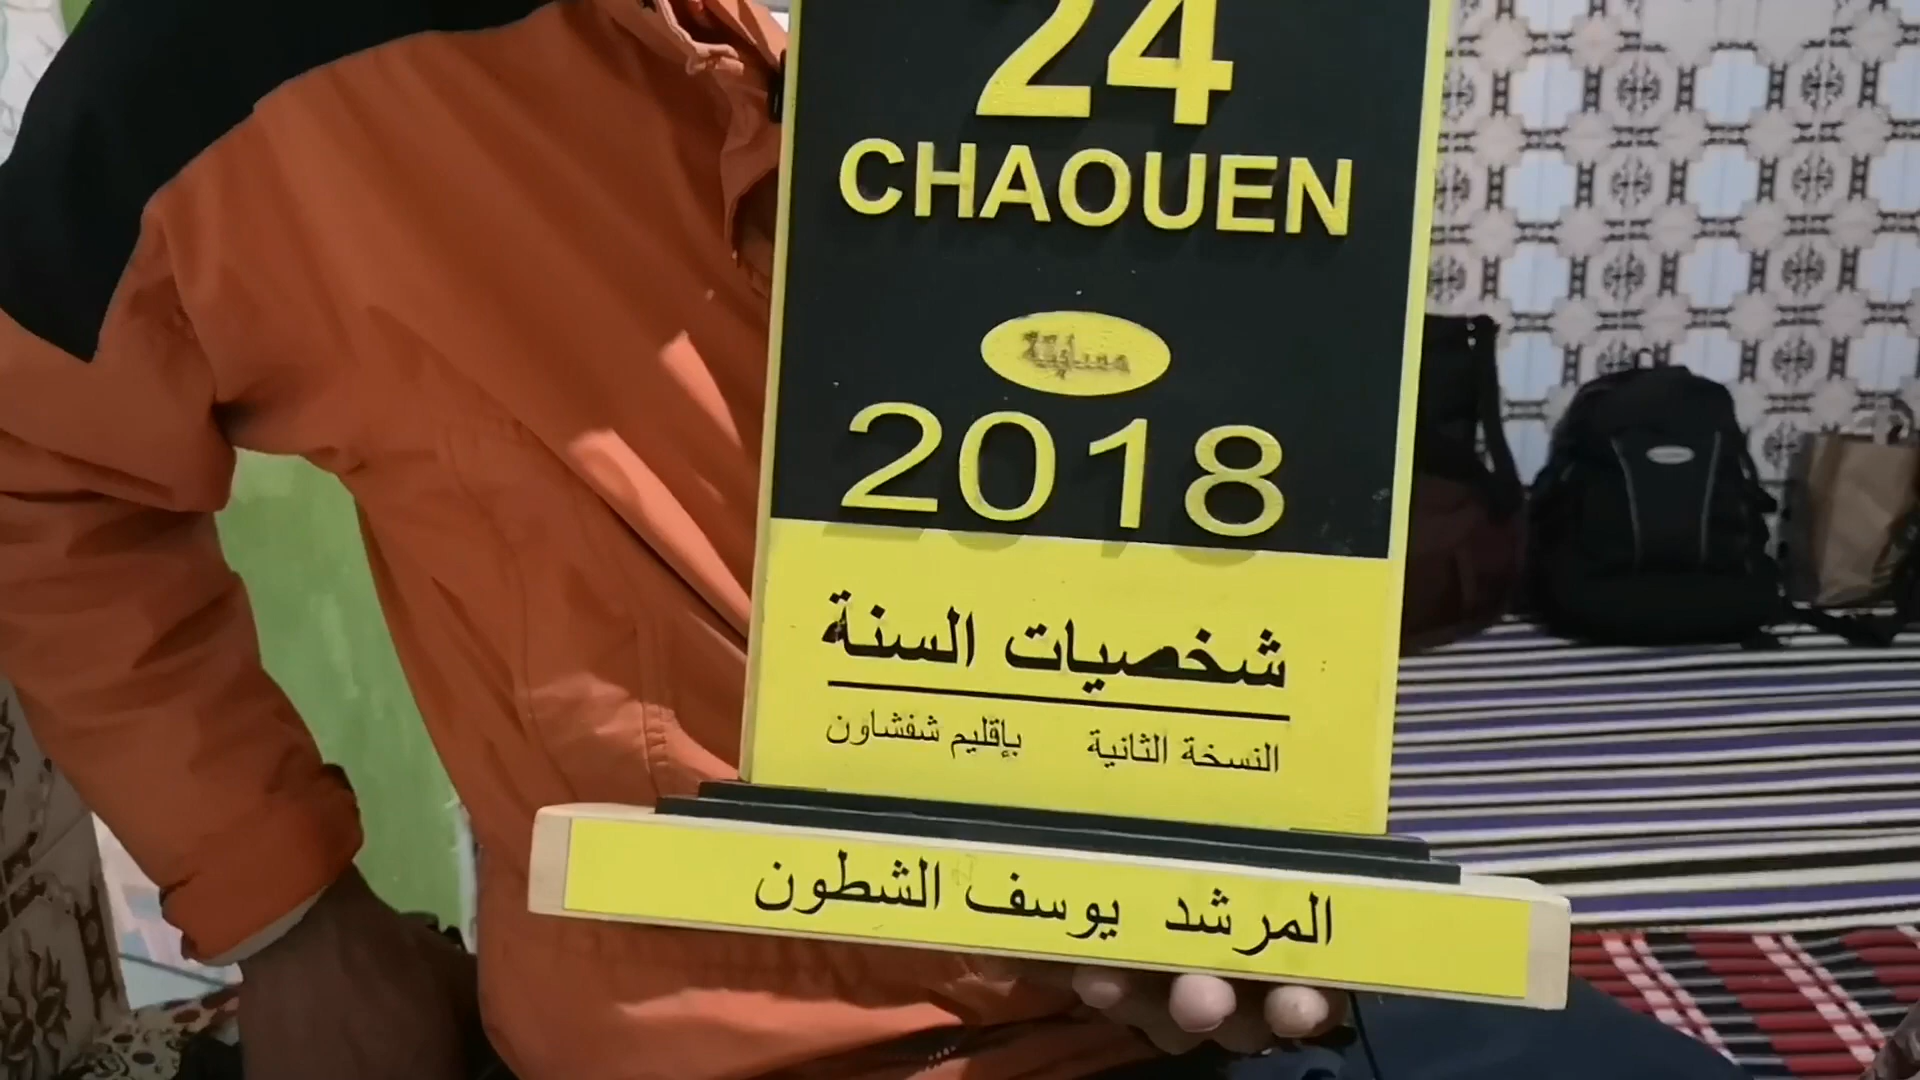 24
CHAOUEN
2018
شخصيات السنة
النسخة الثانية بإقليم شفشاون
المرشد يوسف الشطون